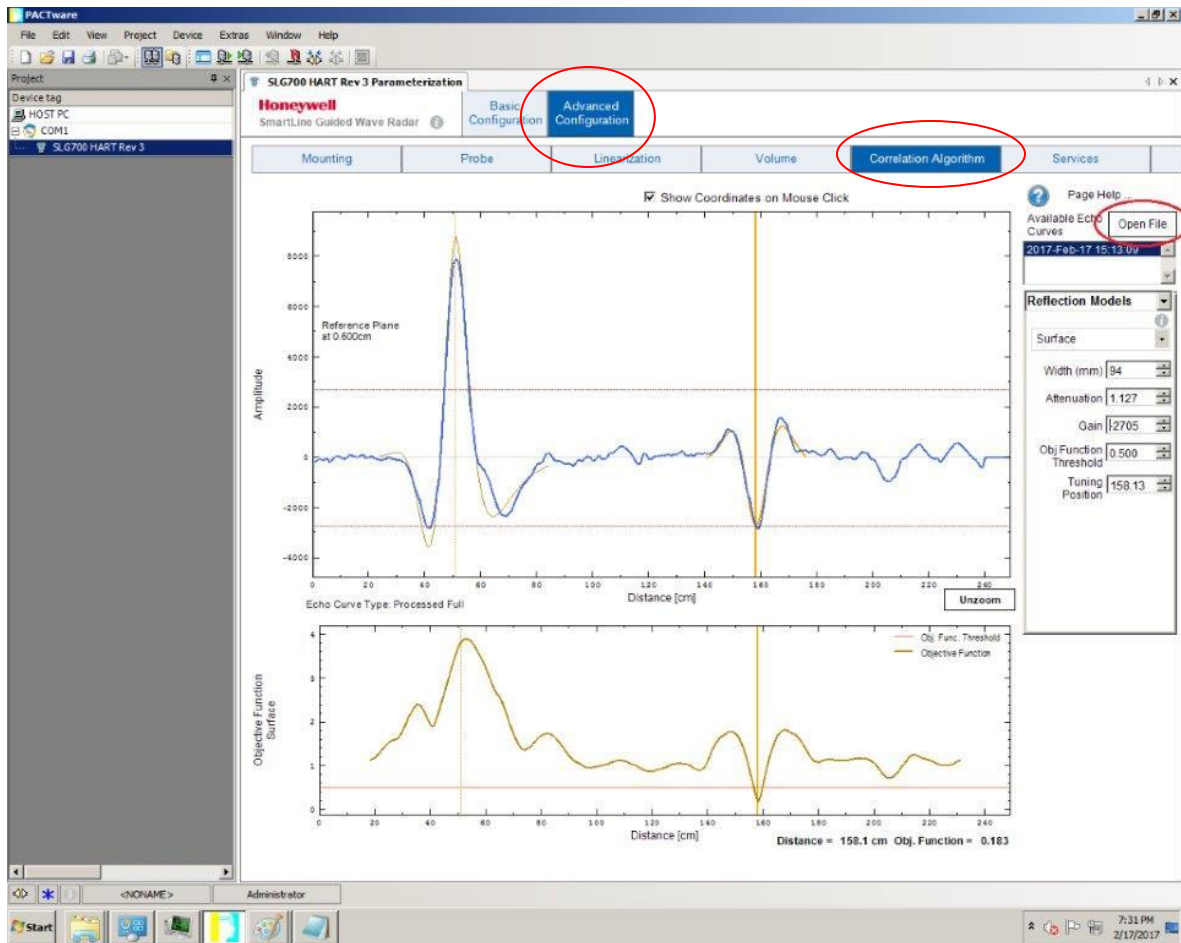 PACTware
File Edit View Project Device Extras Window Help
Project
Device tag
HOST PC
COM1
SLG700 HART Rev 3
SLG700 HART Rev 3 Parameterization
Honeywell
SmartLine Guided Wave Radar
Basic Configuration
Advanced Configuration
Mounting Probe Linearization Volume Correlation Algorithm Services
Show Coordinates on Mouse Click
Page Help ...
Available Echo Curves
Open File
2017-Feb-17 15:13:09
Reflection Models
Surface
Width (mm) 94
Attenuation 1.127
Gain -2705
Obj Function Threshold 0.500
Tuning Position 158.13
Reference Plane
at 0.600cm
Amplitude
8000
6000
4000
2000
0
-2000
-4000
0 20 40 60 80 100 120 140 160 180 200 220 240
Distance [cm]
Echo Curve Type: Processed Full
Unzoom
Obj. Func. Threshold
Objective Function
Objective Function
Surface
4
3
2
1
0
0 20 40 60 80 100 120 140 160 180 200 220 240
Distance [cm]
Distance = 158.1 cm Obj. Function = 0.183
<NONAME> Administrator
Start
7:31 PM
2/17/2017